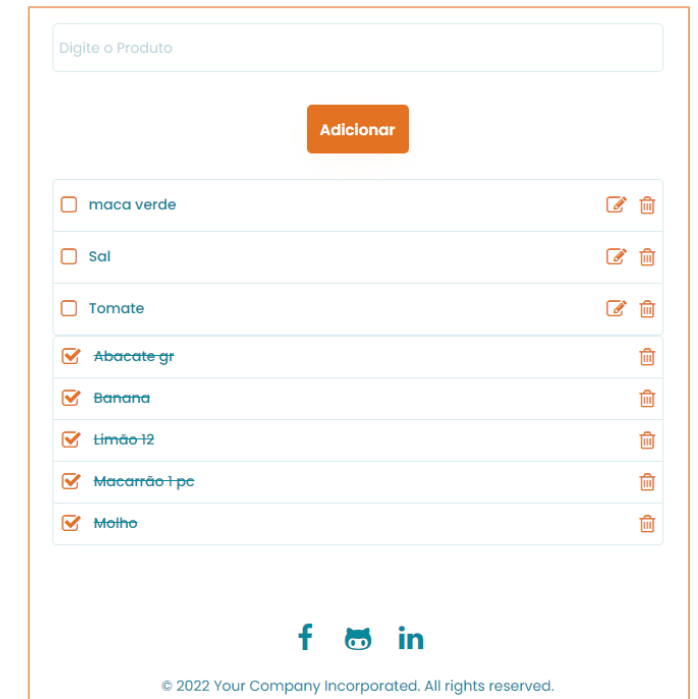 Digite o Produto
Adicionar
maca verde
Sal
Tomate
Abacate gr
Banana
Limão 12
Macarrão 1 pc
Molho
© 2022 Your Company Incorporated. All rights reserved.